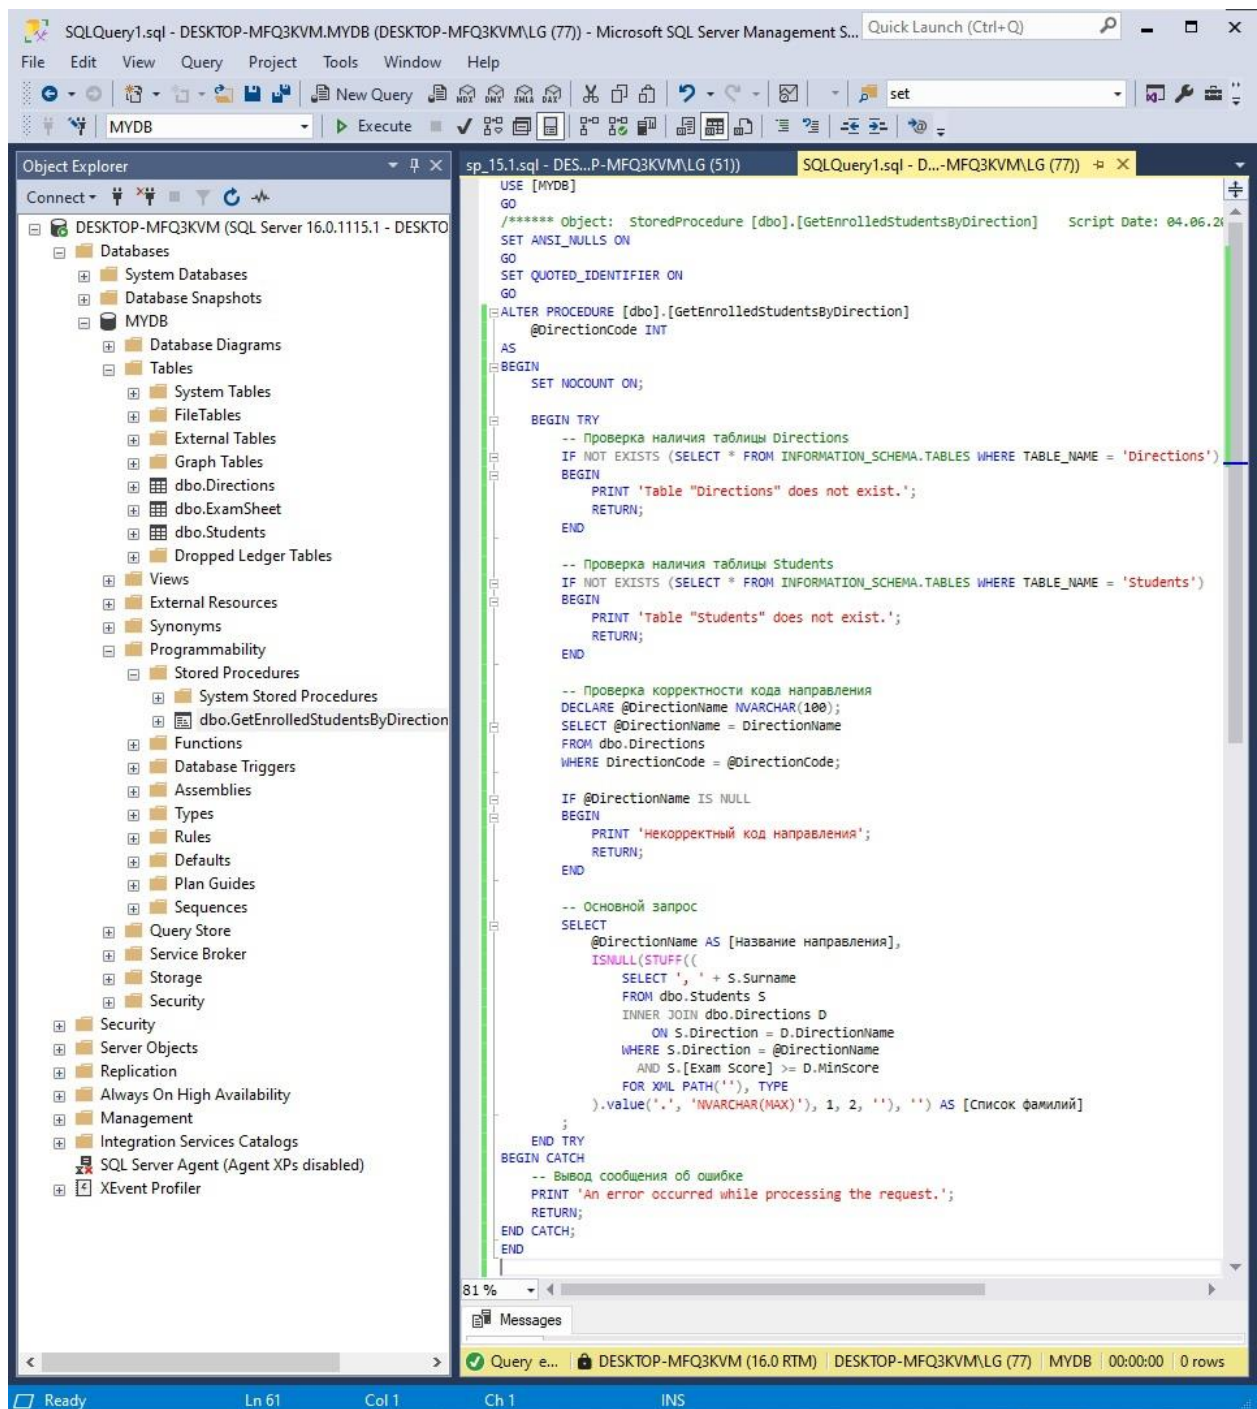 SQLQuery1.sql - DESKTOP-MFQ3KVM.MYDB (DESKTOP-MFQ3KVM\LG (77)) - Microsoft SQL Server Management S...
Quick Launch (Ctrl+Q)
File Edit View Query Project Tools Window Help
New Query
MDX DMX XMLA DAX
set
MYDB
Execute
Object Explorer
Connect
DESKTOP-MFQ3KVM (SQL Server 16.0.1115.1 - DESKTO
Databases
System Databases
Database Snapshots
MYDB
Database Diagrams
Tables
System Tables
FileTables
External Tables
Graph Tables
dbo.Directions
dbo.ExamSheet
dbo.Students
Dropped Ledger Tables
Views
External Resources
Synonyms
Programmability
Stored Procedures
System Stored Procedures
dbo.GetEnrolledStudentsByDirection
Functions
Database Triggers
Assemblies
Types
Rules
Defaults
Plan Guides
Sequences
Query Store
Service Broker
Storage
Security
Security
Server Objects
Replication
Always On High Availability
Management
Integration Services Catalogs
SQL Server Agent (Agent XPs disabled)
XEvent Profiler
sp_15.1.sql - DES...P-MFQ3KVM\LG (51))
SQLQuery1.sql - D...-MFQ3KVM\LG (77))
USE [MYDB]
GO
/****** Object:  StoredProcedure [dbo].[GetEnrolledStudentsByDirection]    Script Date: 04.06.20
SET ANSI_NULLS ON
GO
SET QUOTED_IDENTIFIER ON
GO
ALTER PROCEDURE [dbo].[GetEnrolledStudentsByDirection]
@DirectionCode INT
AS
BEGIN
SET NOCOUNT ON;
BEGIN TRY
-- Проверка наличия таблицы Directions
IF NOT EXISTS (SELECT * FROM INFORMATION_SCHEMA.TABLES WHERE TABLE_NAME = 'Directions')
BEGIN
PRINT 'Table "Directions" does not exist.';
RETURN;
END
-- Проверка наличия таблицы Students
IF NOT EXISTS (SELECT * FROM INFORMATION_SCHEMA.TABLES WHERE TABLE_NAME = 'Students')
BEGIN
PRINT 'Table "Students" does not exist.';
RETURN;
END
-- Проверка корректности кода направления
DECLARE @DirectionName NVARCHAR(100);
SELECT @DirectionName = DirectionName
FROM dbo.Directions
WHERE DirectionCode = @DirectionCode;
IF @DirectionName IS NULL
BEGIN
PRINT 'Некорректный код направления';
RETURN;
END
-- Основной запрос
SELECT
@DirectionName AS [Название направления],
ISNULL(STUFF((
SELECT ', ' + S.Surname
FROM dbo.Students S
INNER JOIN dbo.Directions D
ON S.Direction = D.DirectionName
WHERE S.Direction = @DirectionName
AND S.[Exam Score] >= D.MinScore
FOR XML PATH(''), TYPE
).value('.', 'NVARCHAR(MAX)'), 1, 2, ''), '') AS [Список фамилий]
;
END TRY
BEGIN CATCH
-- Вывод сообщения об ошибке
PRINT 'An error occurred while processing the request.';
RETURN;
END CATCH;
END
81 %
Messages
Query e... DESKTOP-MFQ3KVM (16.0 RTM) DESKTOP-MFQ3KVM\LG (77) MYDB 00:00:00 0 rows
Ready Ln 61 Col 1 Ch 1 INS